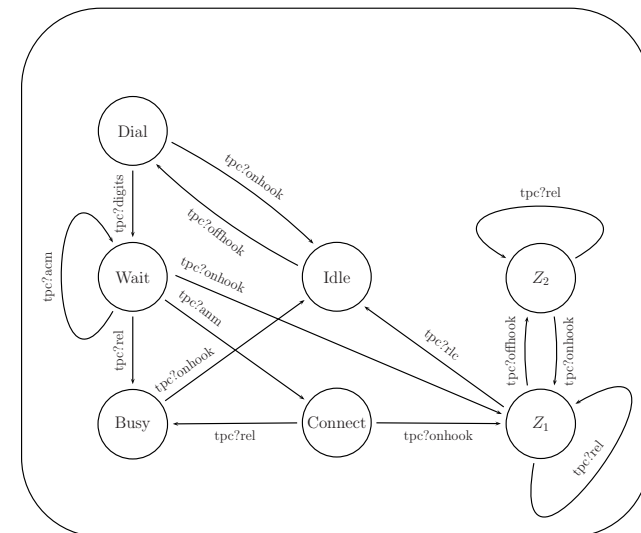 Dial
tpc?onhook
tpc?digits
tpc?offhook
tpc?rel
tpc?acm
Wait
tpc?onhook
Idle
Z2
tpc?anm
tpc?rel
tpc?onhook
tpc?rlc
tpc?offhook
tpc?onhook
Busy
tpc?rel
Connect
tpc?onhook
Z1
tpc?rel